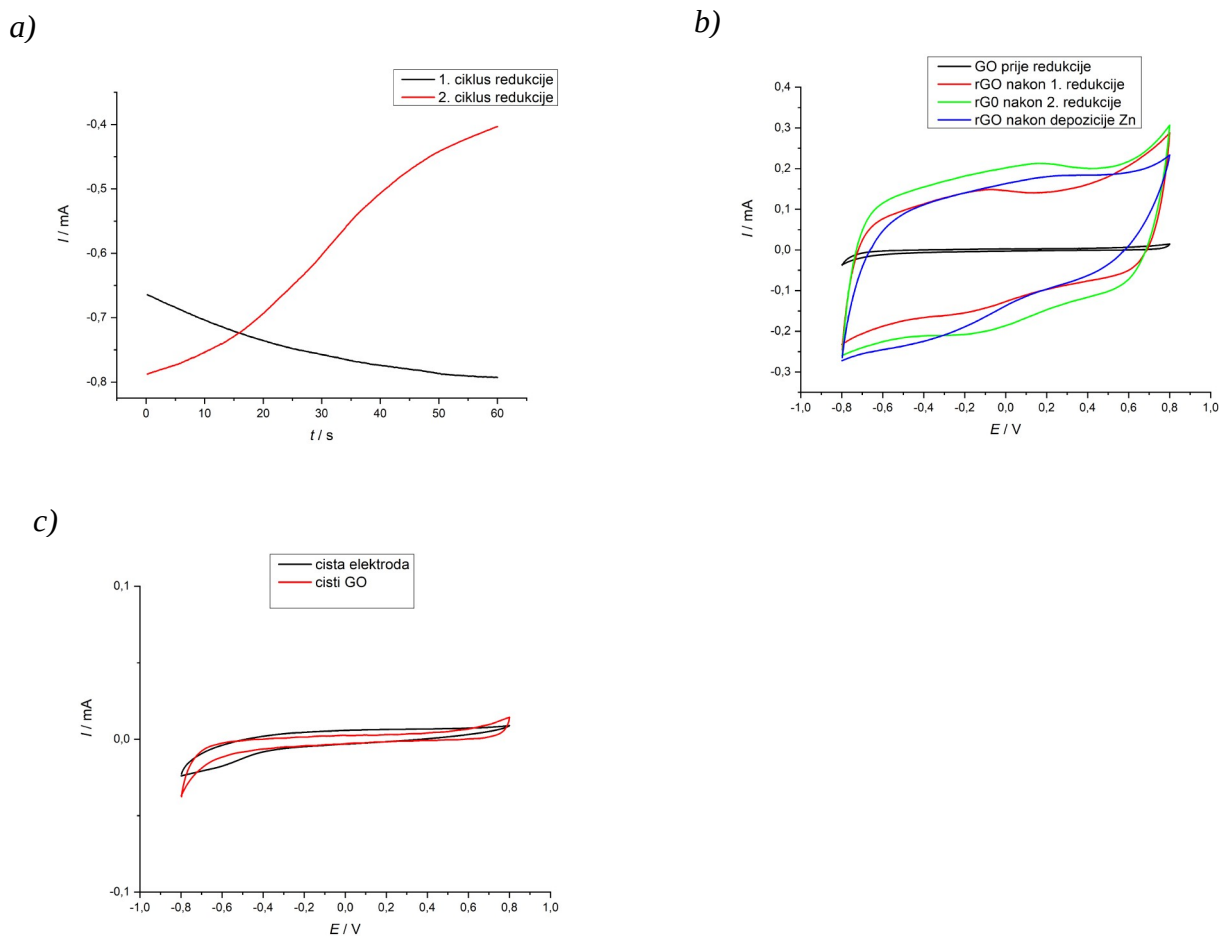 a)
1. ciklus redukcije
2. ciklus redukcije
-0,4
-0,5
-0,6
-0,7
-0,8
I / mA
0 10 20 30 40 50 60
t / s
b)
GO prije redukcije
rGO nakon 1. redukcije
rG0 nakon 2. redukcije
rGO nakon depozicije Zn
0,4
0,3
0,2
0,1
0,0
-0,1
-0,2
-0,3
I / mA
-1,0 -0,8 -0,6 -0,4 -0,2 0,0 0,2 0,4 0,6 0,8 1,0
E / V
c)
cista elektroda
cisti GO
0,1
0,0
-0,1
I / mA
-1,0 -0,8 -0,6 -0,4 -0,2 0,0 0,2 0,4 0,6 0,8 1,0
E / V